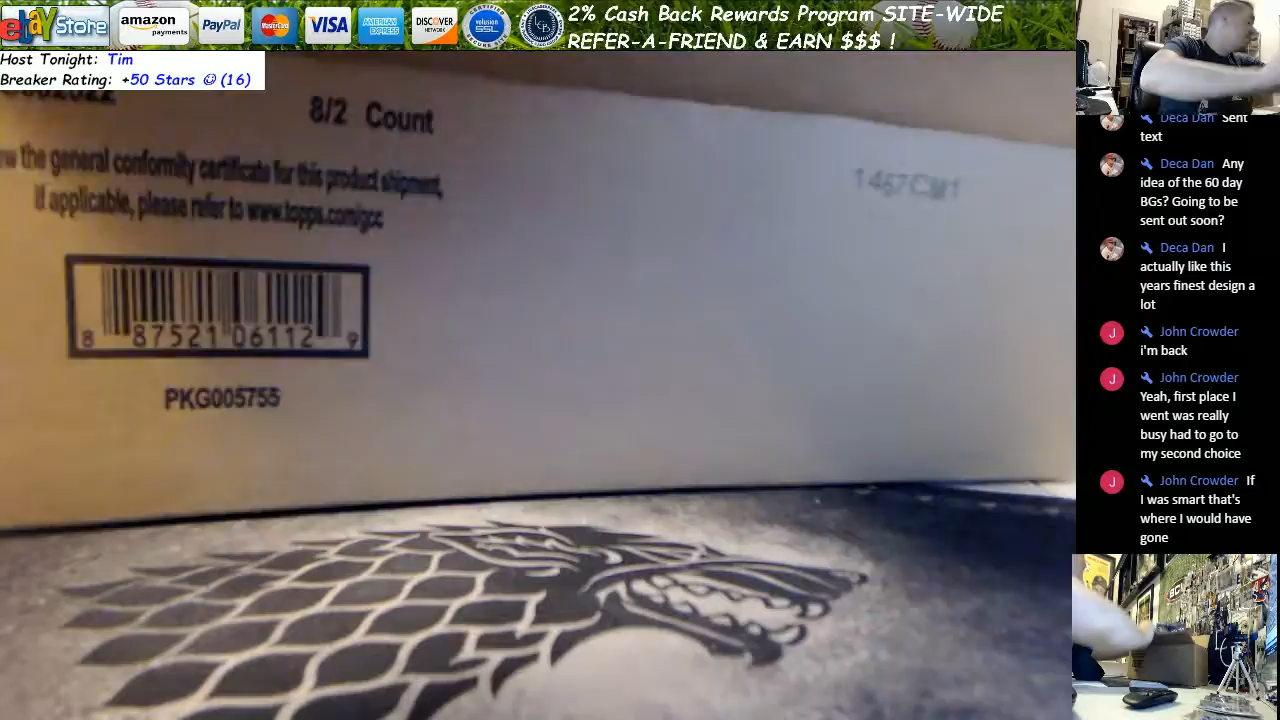 ebay Store
amazon
payments
PayPal
MasterCard
VISA
AMERICAN
EXPRESS
DISCOVER
NETWORK
2% Cash Back Rewards Program SITE-WIDE
REFER-A-FRIEND & EARN $$$ !
Host Tonight: Tim
Breaker Rating: +50 Stars ☺ (16)
8/2 Count
the general conformity certificate for this product shipment,
If applicable, please refer to www.topps.com/gcc
8 87521 06112 9
PKG005755
Deca Dan Sent
text
Deca Dan Any
idea of the 60 day
BGs? Going to be
sent out soon?
Deca Dan I
actually like this
years finest design a
lot
J John Crowder
i'm back
J John Crowder
Yeah, first place I
went was really
busy had to go to
my second choice
J John Crowder If
I was smart that's
where I would have
gone